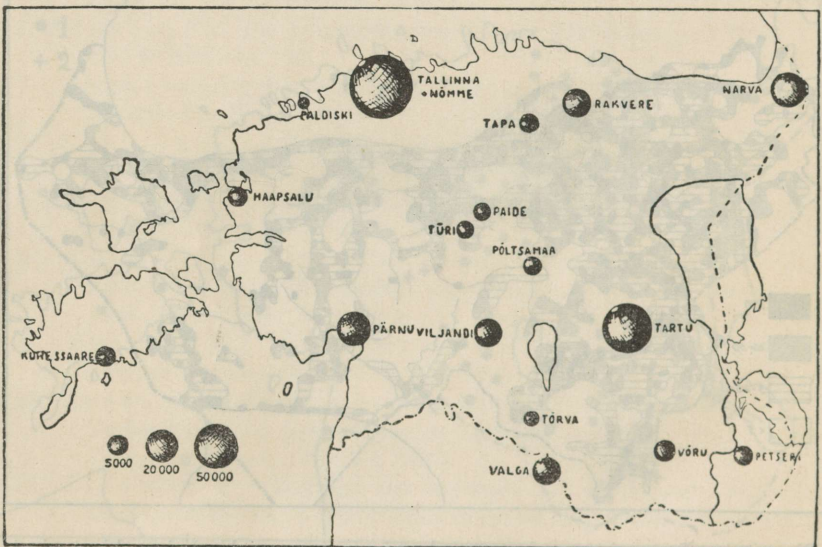 TALLINNA
+NÕMME
NARVA
PALDISKI
RAKVERE
TAPA
HAAPSALU
PAIDE
TÜRI
PÕLTSAMAA
PÄRNU
VILJANDI
TARTU
KURESSAARE
TÕRVA
VÕRU
PETSERI
VALGA
5000
20000
50000